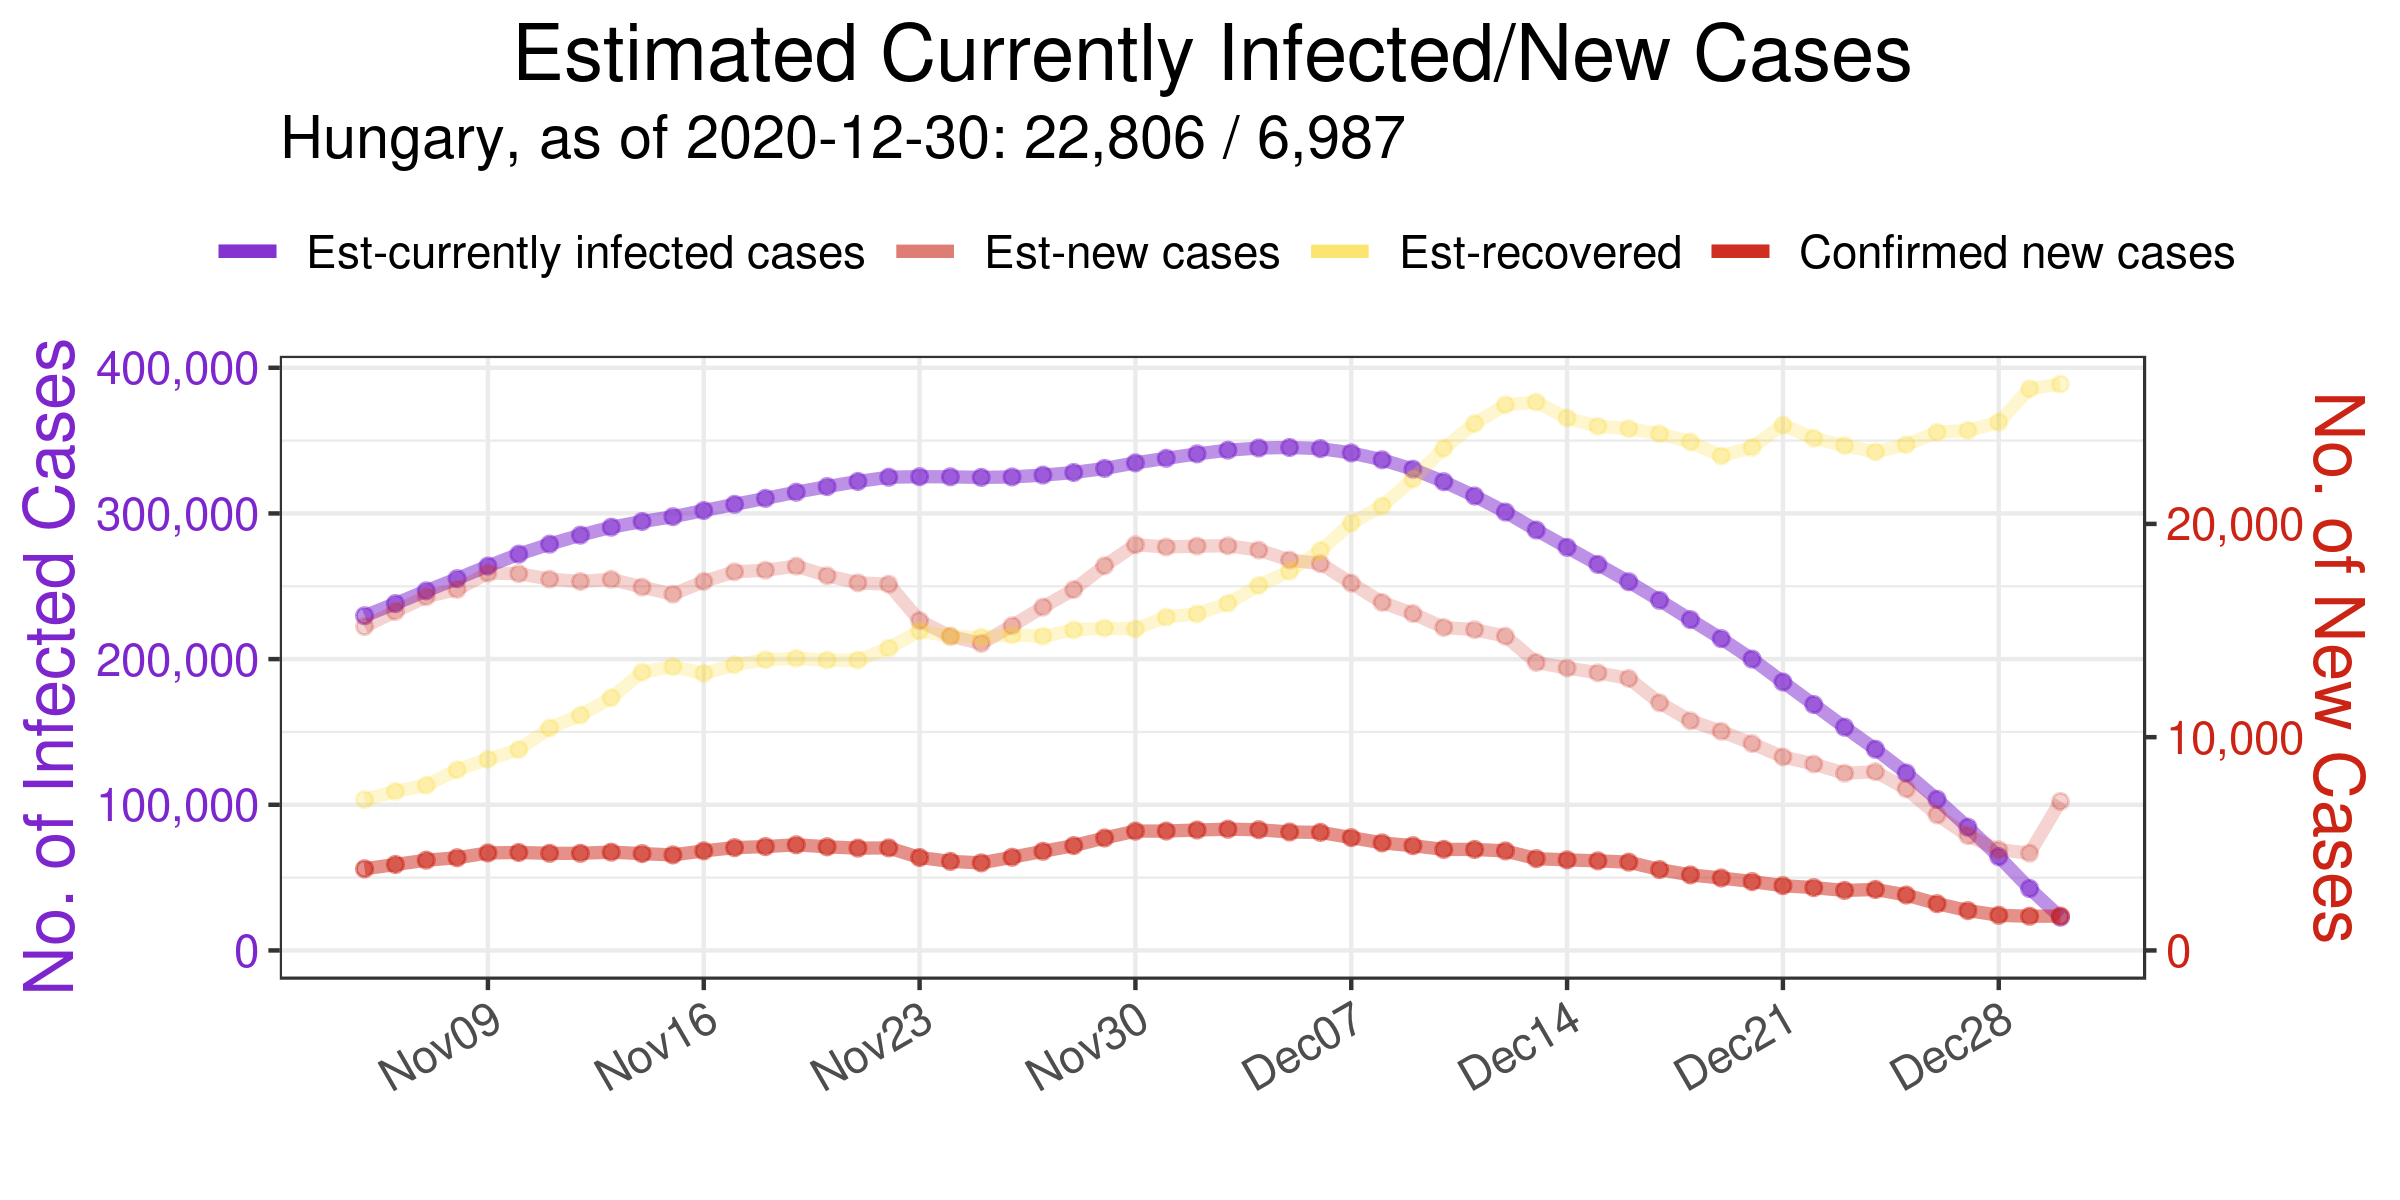 Estimated Currently Infected/New Cases
Hungary, as of 2020-12-30: 22,806 / 6,987
Est-currently infected cases Est-new cases Est-recovered Confirmed new cases
No. of Infected Cases
400,000
300,000
200,000
100,000
0
No. of New Cases
20,000
10,000
0
Nov09 Nov16 Nov23 Nov30 Dec07 Dec14 Dec21 Dec28